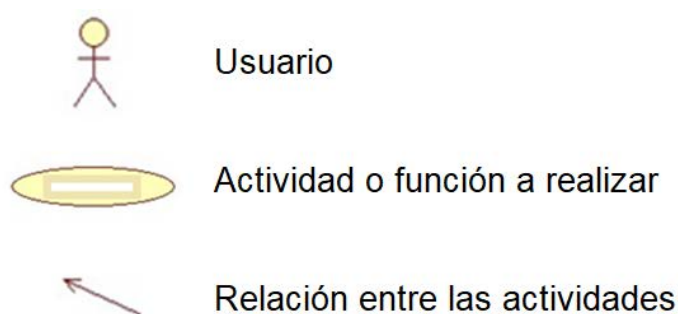 Usuario
Actividad o función a realizar
Relación entre las actividades